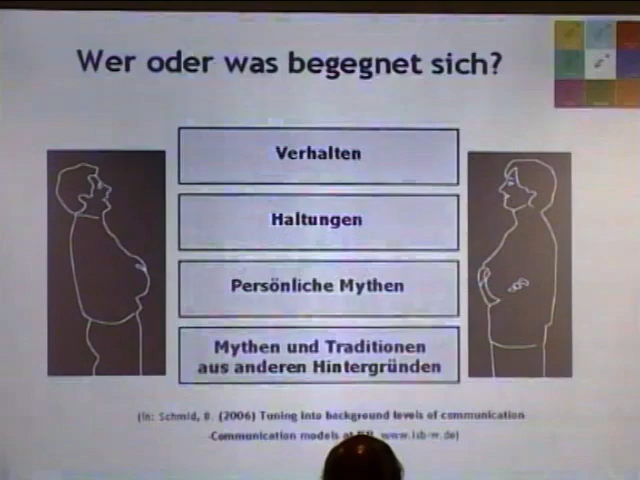 Wer oder was begegnet sich?
Verhalten
Haltungen
Persönliche Mythen
Mythen und Traditionen
aus anderen Hintergründen
(In: Schmid, B. (2006) Tuning into background levels of communication
-Communication models at www.isb-w.de)